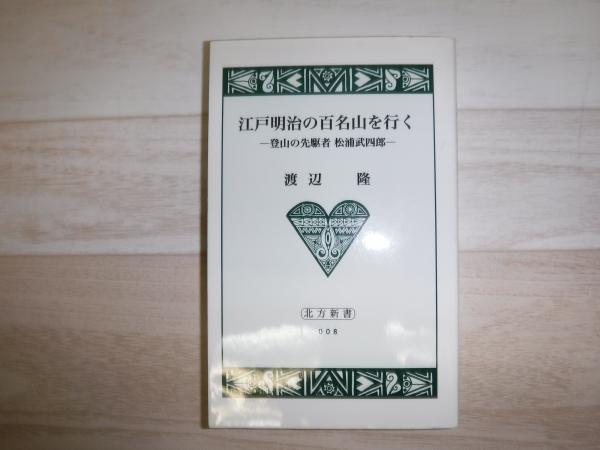 江戸明治の百名山を行く
―登山の先駆者 松浦武四郎―
渡辺 隆
北方新書
008